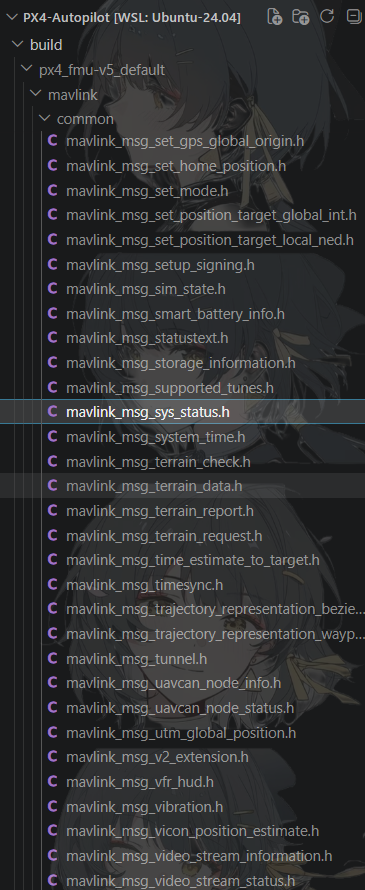 PX4-Autopilot [WSL: Ubuntu-24.04]
build
px4_fmu-v5_default
mavlink
common
C mavlink_msg_set_gps_global_origin.h
C mavlink_msg_set_home_position.h
C mavlink_msg_set_mode.h
C mavlink_msg_set_position_target_global_int.h
C mavlink_msg_set_position_target_local_ned.h
C mavlink_msg_setup_signing.h
C mavlink_msg_sim_state.h
C mavlink_msg_smart_battery_info.h
C mavlink_msg_statustext.h
C mavlink_msg_storage_information.h
C mavlink_msg_supported_tunes.h
C mavlink_msg_sys_status.h
C mavlink_msg_system_time.h
C mavlink_msg_terrain_check.h
C mavlink_msg_terrain_data.h
C mavlink_msg_terrain_report.h
C mavlink_msg_terrain_request.h
C mavlink_msg_time_estimate_to_target.h
C mavlink_msg_timesync.h
C mavlink_msg_trajectory_representation_bezie...
C mavlink_msg_trajectory_representation_wayp...
C mavlink_msg_tunnel.h
C mavlink_msg_uavcan_node_info.h
C mavlink_msg_uavcan_node_status.h
C mavlink_msg_utm_global_position.h
C mavlink_msg_v2_extension.h
C mavlink_msg_vfr_hud.h
C mavlink_msg_vibration.h
C mavlink_msg_vicon_position_estimate.h
C mavlink_msg_video_stream_information.h
C mavlink_msg_video_stream_status.h